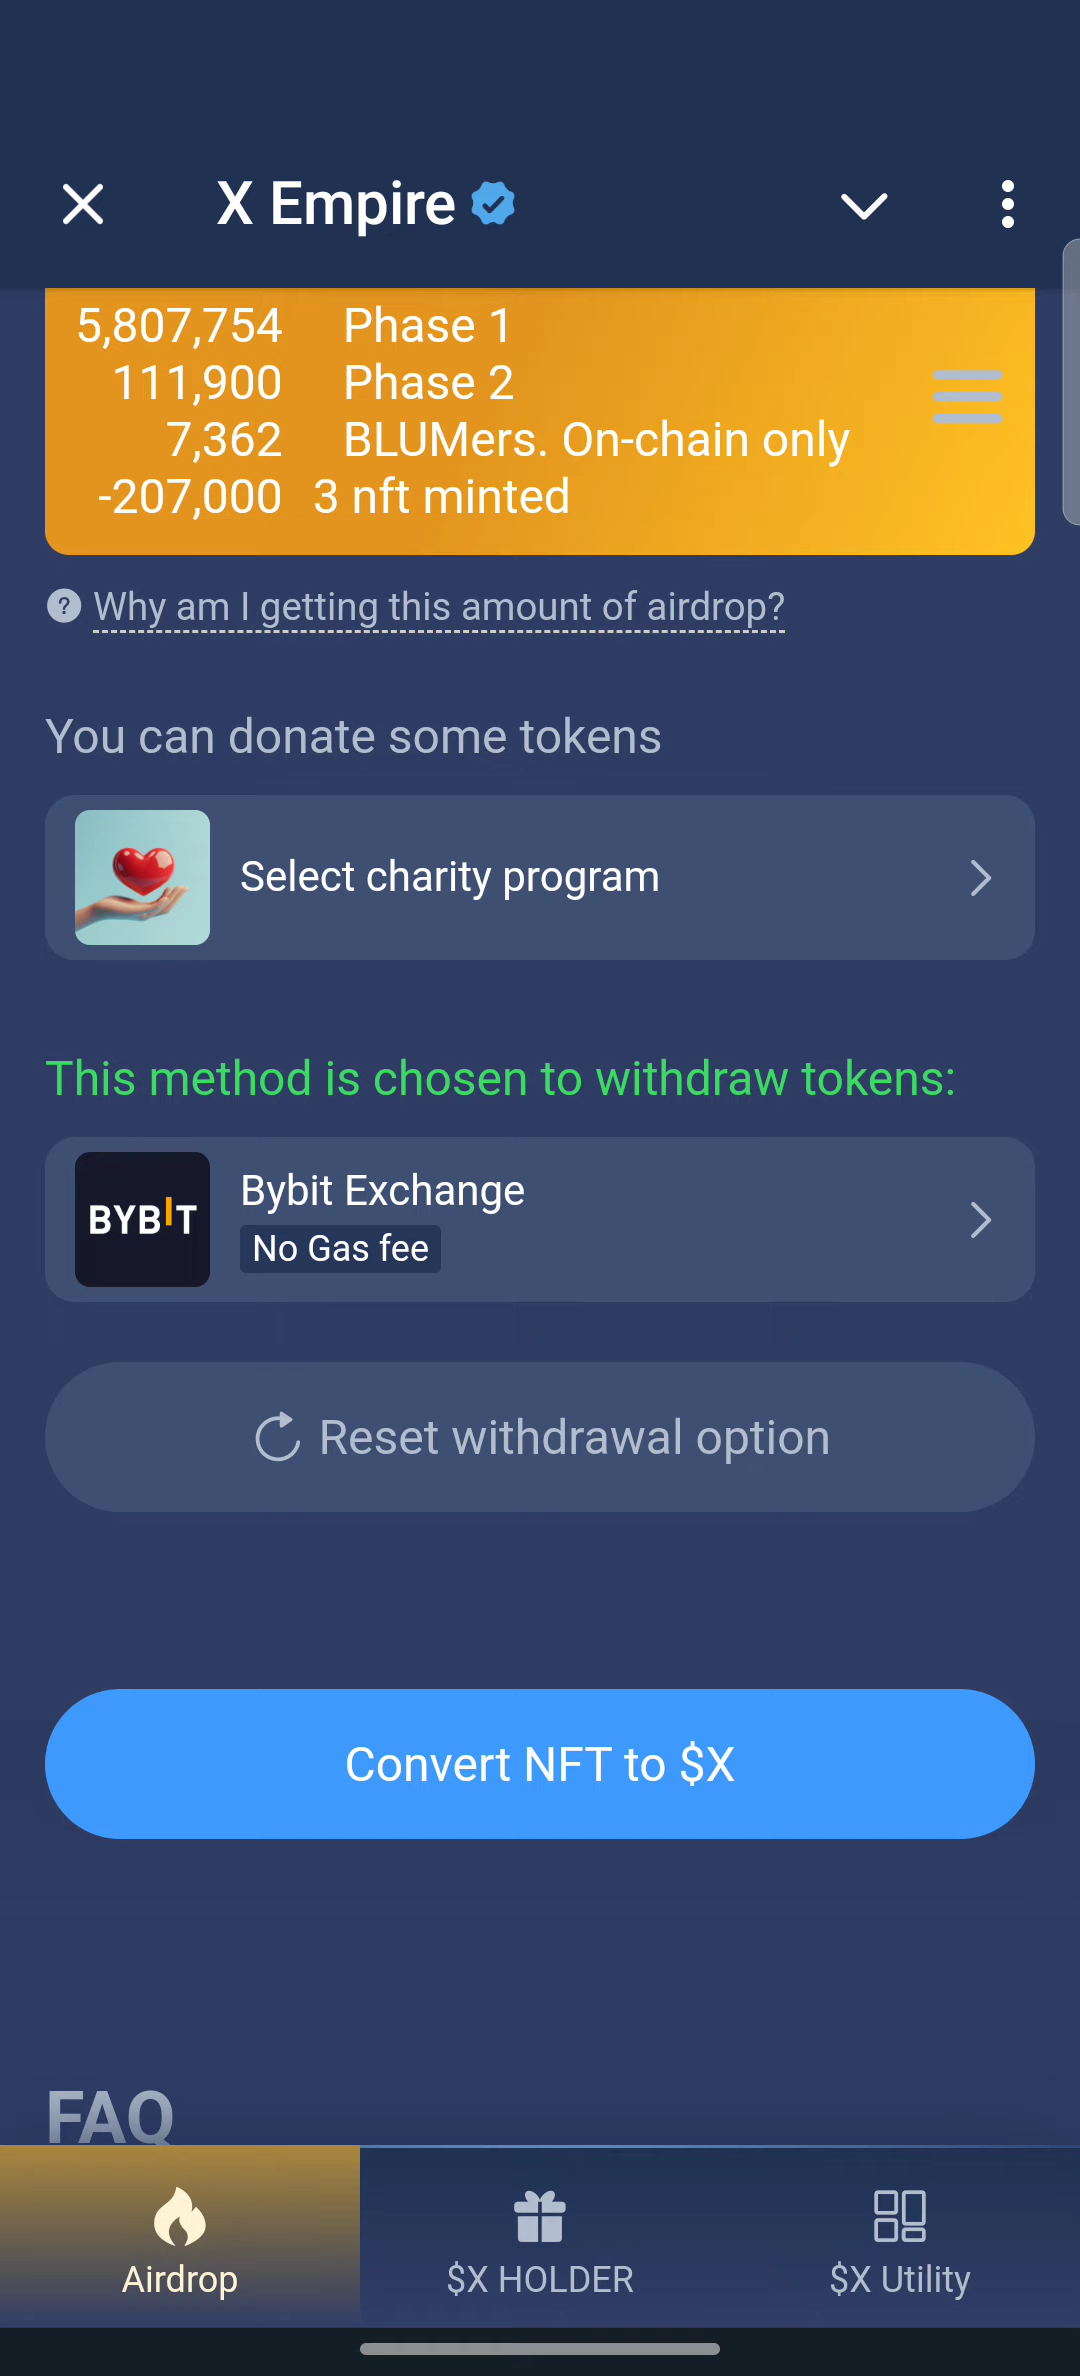 X Empire
5,807,754 Phase 1
111,900 Phase 2
7,362 BLUMers. On-chain only
-207,000 3 nft minted
? Why am I getting this amount of airdrop?
You can donate some tokens
Select charity program
This method is chosen to withdraw tokens:
BYBIT
Bybit Exchange
No Gas fee
Reset withdrawal option
Convert NFT to $X
FAQ
Airdrop
$X HOLDER
$X Utility